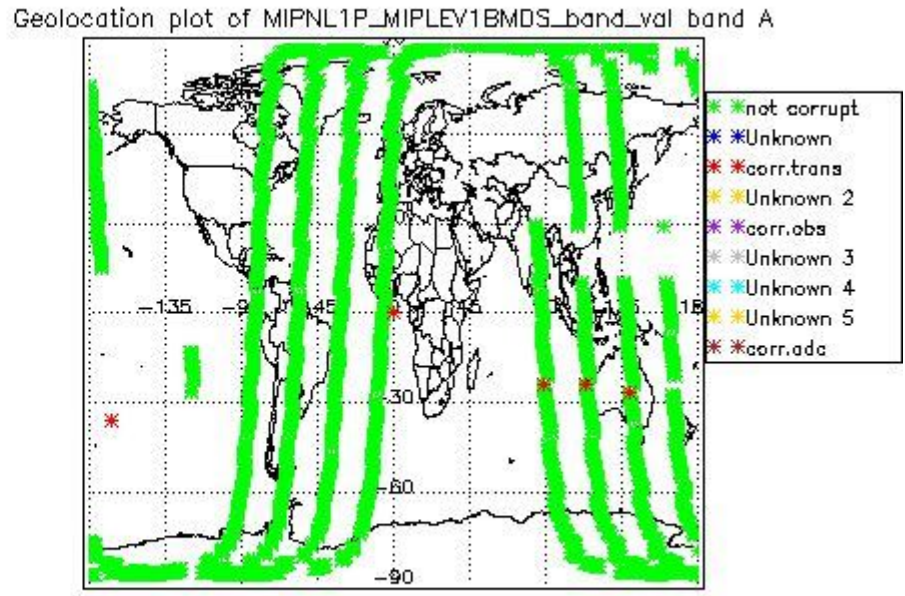 Geolocation plot of MIPNL1P_MIPLEV1BMDS_band_val band A
not corrupt
Unknown
corr.trans
Unknown 2
corr.obs
Unknown 3
Unknown 4
Unknown 5
corr.adc
-135
-30
-60
-90